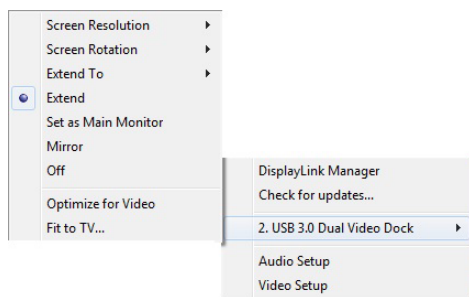 Screen Resolution
Screen Rotation
Extend To
Extend
Set as Main Monitor
Mirror
Off
Optimize for Video
Fit to TV...
DisplayLink Manager
Check for updates...
2. USB 3.0 Dual Video Dock
Audio Setup
Video Setup